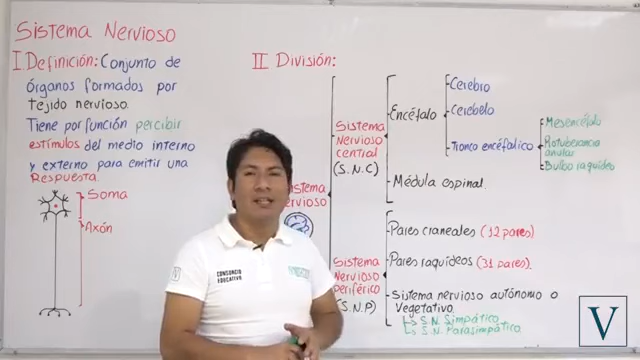 Sistema Nervioso
I Definición: Conjunto de
órganos formados por
tejido nervioso.
Tiene por función percibir
estímulos del medio interno
y externo para emitir una
Respuesta.
Soma
Axón
II División:
Sistema
Nervioso
Sistema
Nervioso
central
(S.N.C)
Encéfalo
Cerebro
Cerebelo
Tronco encéfalico
Mesencéfalo
Protuberancia
anular
Bulbo raquídeo
Médula espinal.
Sistema
Nervioso
periférico
(S.N.P)
Pares craneales (12 pares)
Pares raquídeos (31 pares).
Sistema nervioso autónomo o
Vegetativo.
S.N. Simpático
S.N. Parasimpático
CONSORCIO
EDUCATIVO
V